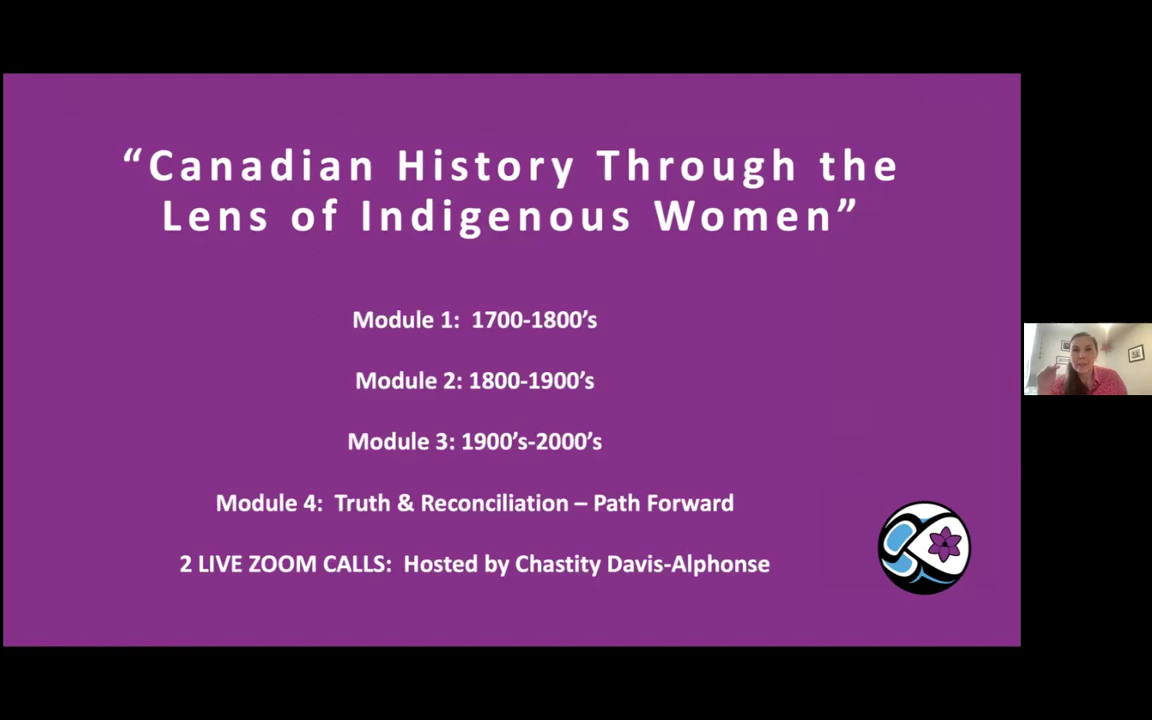 “Canadian History Through the
Lens of Indigenous Women”
Module 1:  1700-1800’s
Module 2: 1800-1900’s
Module 3: 1900’s-2000’s
Module 4:  Truth & Reconciliation – Path Forward
2 LIVE ZOOM CALLS:  Hosted by Chastity Davis-Alphonse